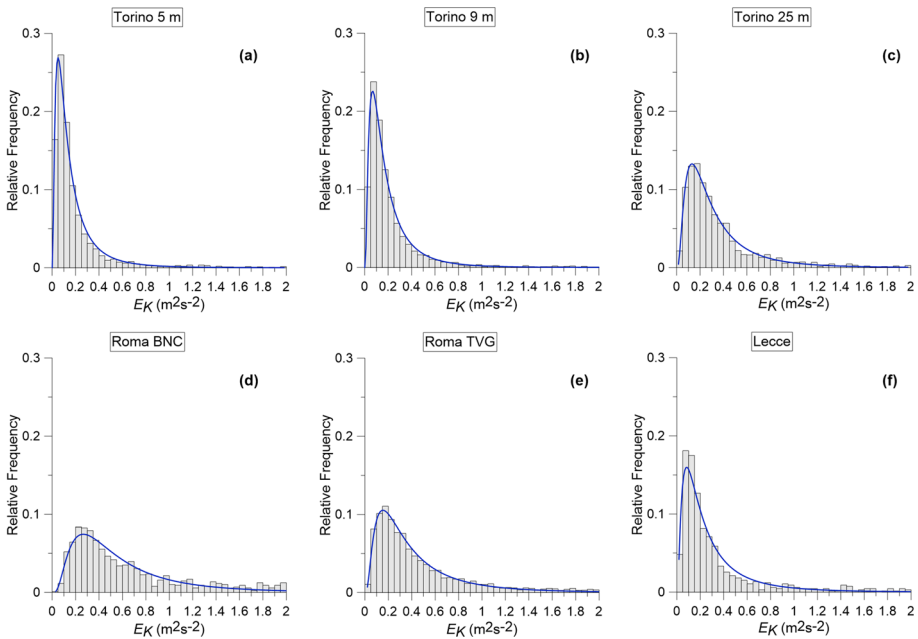 Torino 5 m
Torino 9 m
Torino 25 m
0.3
0.2
0.1
0
Relative Frequency
(a)
0 0.2 0.4 0.6 0.8 1 1.2 1.4 1.6 1.8 2
EK (m2s-2)
0.3
0.2
0.1
0
Relative Frequency
(b)
0 0.2 0.4 0.6 0.8 1 1.2 1.4 1.6 1.8 2
EK (m2s-2)
0.3
0.2
0.1
0
Relative Frequency
(c)
0 0.2 0.4 0.6 0.8 1 1.2 1.4 1.6 1.8 2
EK (m2s-2)
Roma BNC
Roma TVG
Lecce
0.3
0.2
0.1
0
Relative Frequency
(d)
0 0.2 0.4 0.6 0.8 1 1.2 1.4 1.6 1.8 2
EK (m2s-2)
0.3
0.2
0.1
0
Relative Frequency
(e)
0 0.2 0.4 0.6 0.8 1 1.2 1.4 1.6 1.8 2
EK (m2s-2)
0.3
0.2
0.1
0
Relative Frequency
(f)
0 0.2 0.4 0.6 0.8 1 1.2 1.4 1.6 1.8 2
EK (m2s-2)